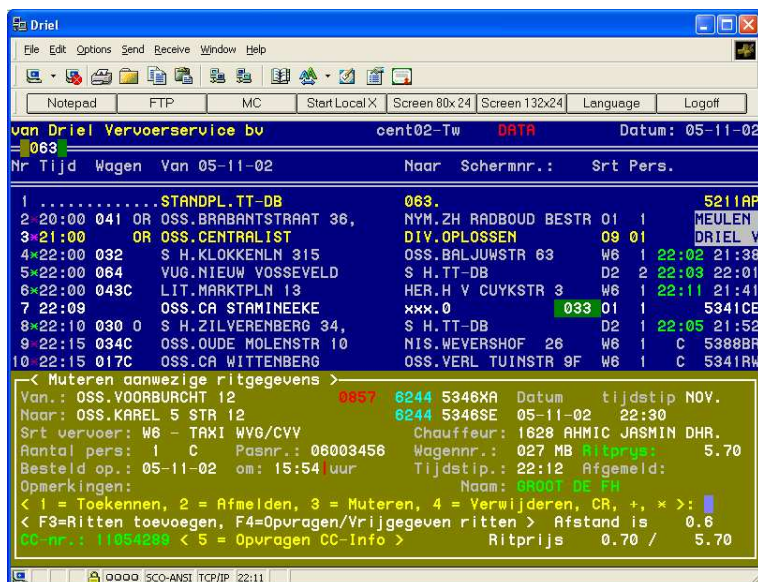 Driel
File Edit Options Send Receive Window Help
Notepad FTP MC Start Local X Screen 80x24 Screen 132x24 Language Logoff
van Driel Vervoerservice bv cent02-Tw DATA Datum: 05-11-02
063
Nr Tijd Wagen Van 05-11-02 Naar Schermnr.: Srt Pers.
1 .............STANDPL.TT-DB 063. 5211AP
2×20:00 041 OR OSS.BRABANTSTRAAT 36, NYM.ZH RADBOUD BESTR 01 1 MEULEN
3×21:00 OR OSS.CENTRALIST DIV.OPLOSSEN 09 01 DRIEL V
4×22:00 032 S H.KLOKKENLN 315 OSS.BALJUWSTR 63 W6 1 22:02 21:38
5×22:00 064 VUG.NIEUW VOSSEVELD S H.TT-DB D2 2 22:03 22:01
6×22:00 043C LIT.MARKTPLN 13 HER.H V CUYKSTR 3 W6 1 22:11 21:41
7 22:09 OSS.CA STAMINEEKE xxx.0 033 01 1 5341CE
8×22:10 030 O S H.ZILVERENBERG 34, S H.TT-DB D2 1 22:05 21:52
9×22:15 034C OSS.OUDE MOLENSTR 10 NIS.WEVERSHOF 26 W6 1 C 5388BR
10×22:15 017C OSS.CA WITTENBERG OSS.VERL TUINSTR 9F W6 1 C 5341RW
< Muteren aanwezige ritgegevens >
Van.: OSS.VOORBURCHT 12 0857 6244 5346XA Datum tijdstip NOV.
Naar: OSS.KAREL 5 STR 12 6244 5346SE 05-11-02 22:30
Srt vervoer: W6 - TAXI WVG/CVV Chauffeur: 1628 AHMIC JASMIN DHR.
Aantal pers: 1 C Pasnr.: 06003456 Wagennr.: 027 MB Ritprys: 5.70
Besteld op.: 05-11-02 om: 15:54|uur Tijdstip.: 22:12 Afgemeld:
Opmerkingen: Naam: GROOT DE FH
< 1 = Toekennen, 2 = Afmelden, 3 = Muteren, 4 = Verwijderen, CR, +, × >:
< F3=Ritten toevoegen, F4=Opvragen/Vrijgegeven ritten > Afstand is 0.6
CC-nr.: 11054289 < 5 = Opvragen CC-Info > Ritprijs 0.70 / 5.70
0000 SCO-ANSI TCP/IP 22:11